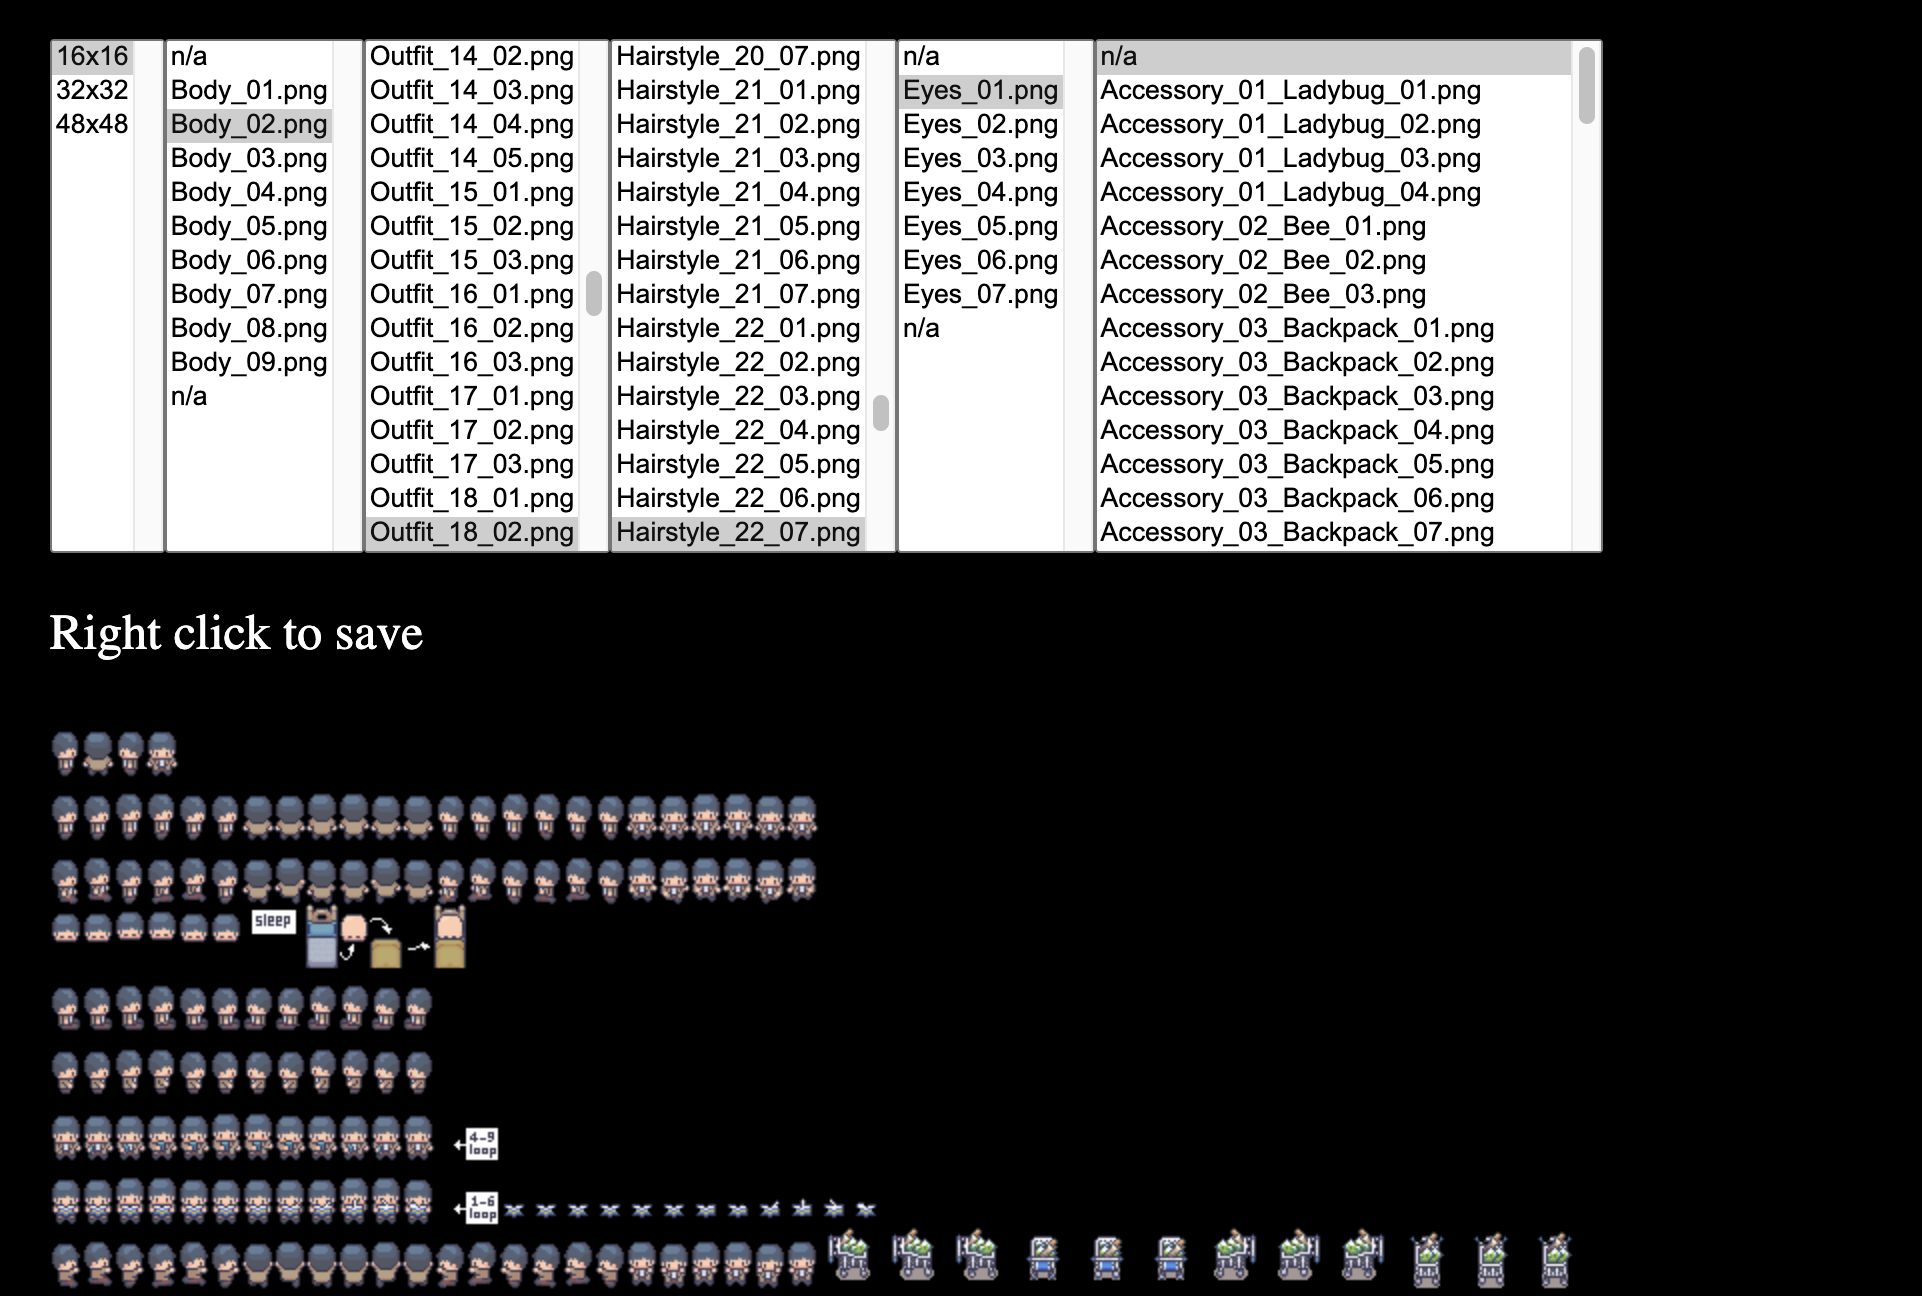 16x16
32x32
48x48
n/a
Body_01.png
Body_02.png
Body_03.png
Body_04.png
Body_05.png
Body_06.png
Body_07.png
Body_08.png
Body_09.png
n/a
Outfit_14_02.png
Outfit_14_03.png
Outfit_14_04.png
Outfit_14_05.png
Outfit_15_01.png
Outfit_15_02.png
Outfit_15_03.png
Outfit_16_01.png
Outfit_16_02.png
Outfit_16_03.png
Outfit_17_01.png
Outfit_17_02.png
Outfit_17_03.png
Outfit_18_01.png
Outfit_18_02.png
Hairstyle_20_07.png
Hairstyle_21_01.png
Hairstyle_21_02.png
Hairstyle_21_03.png
Hairstyle_21_04.png
Hairstyle_21_05.png
Hairstyle_21_06.png
Hairstyle_21_07.png
Hairstyle_22_01.png
Hairstyle_22_02.png
Hairstyle_22_03.png
Hairstyle_22_04.png
Hairstyle_22_05.png
Hairstyle_22_06.png
Hairstyle_22_07.png
n/a
Eyes_01.png
Eyes_02.png
Eyes_03.png
Eyes_04.png
Eyes_05.png
Eyes_06.png
Eyes_07.png
n/a
n/a
Accessory_01_Ladybug_01.png
Accessory_01_Ladybug_02.png
Accessory_01_Ladybug_03.png
Accessory_01_Ladybug_04.png
Accessory_02_Bee_01.png
Accessory_02_Bee_02.png
Accessory_02_Bee_03.png
Accessory_03_Backpack_01.png
Accessory_03_Backpack_02.png
Accessory_03_Backpack_03.png
Accessory_03_Backpack_04.png
Accessory_03_Backpack_05.png
Accessory_03_Backpack_06.png
Accessory_03_Backpack_07.png
Right click to save
sleep
4-9
loop
1-6
loop